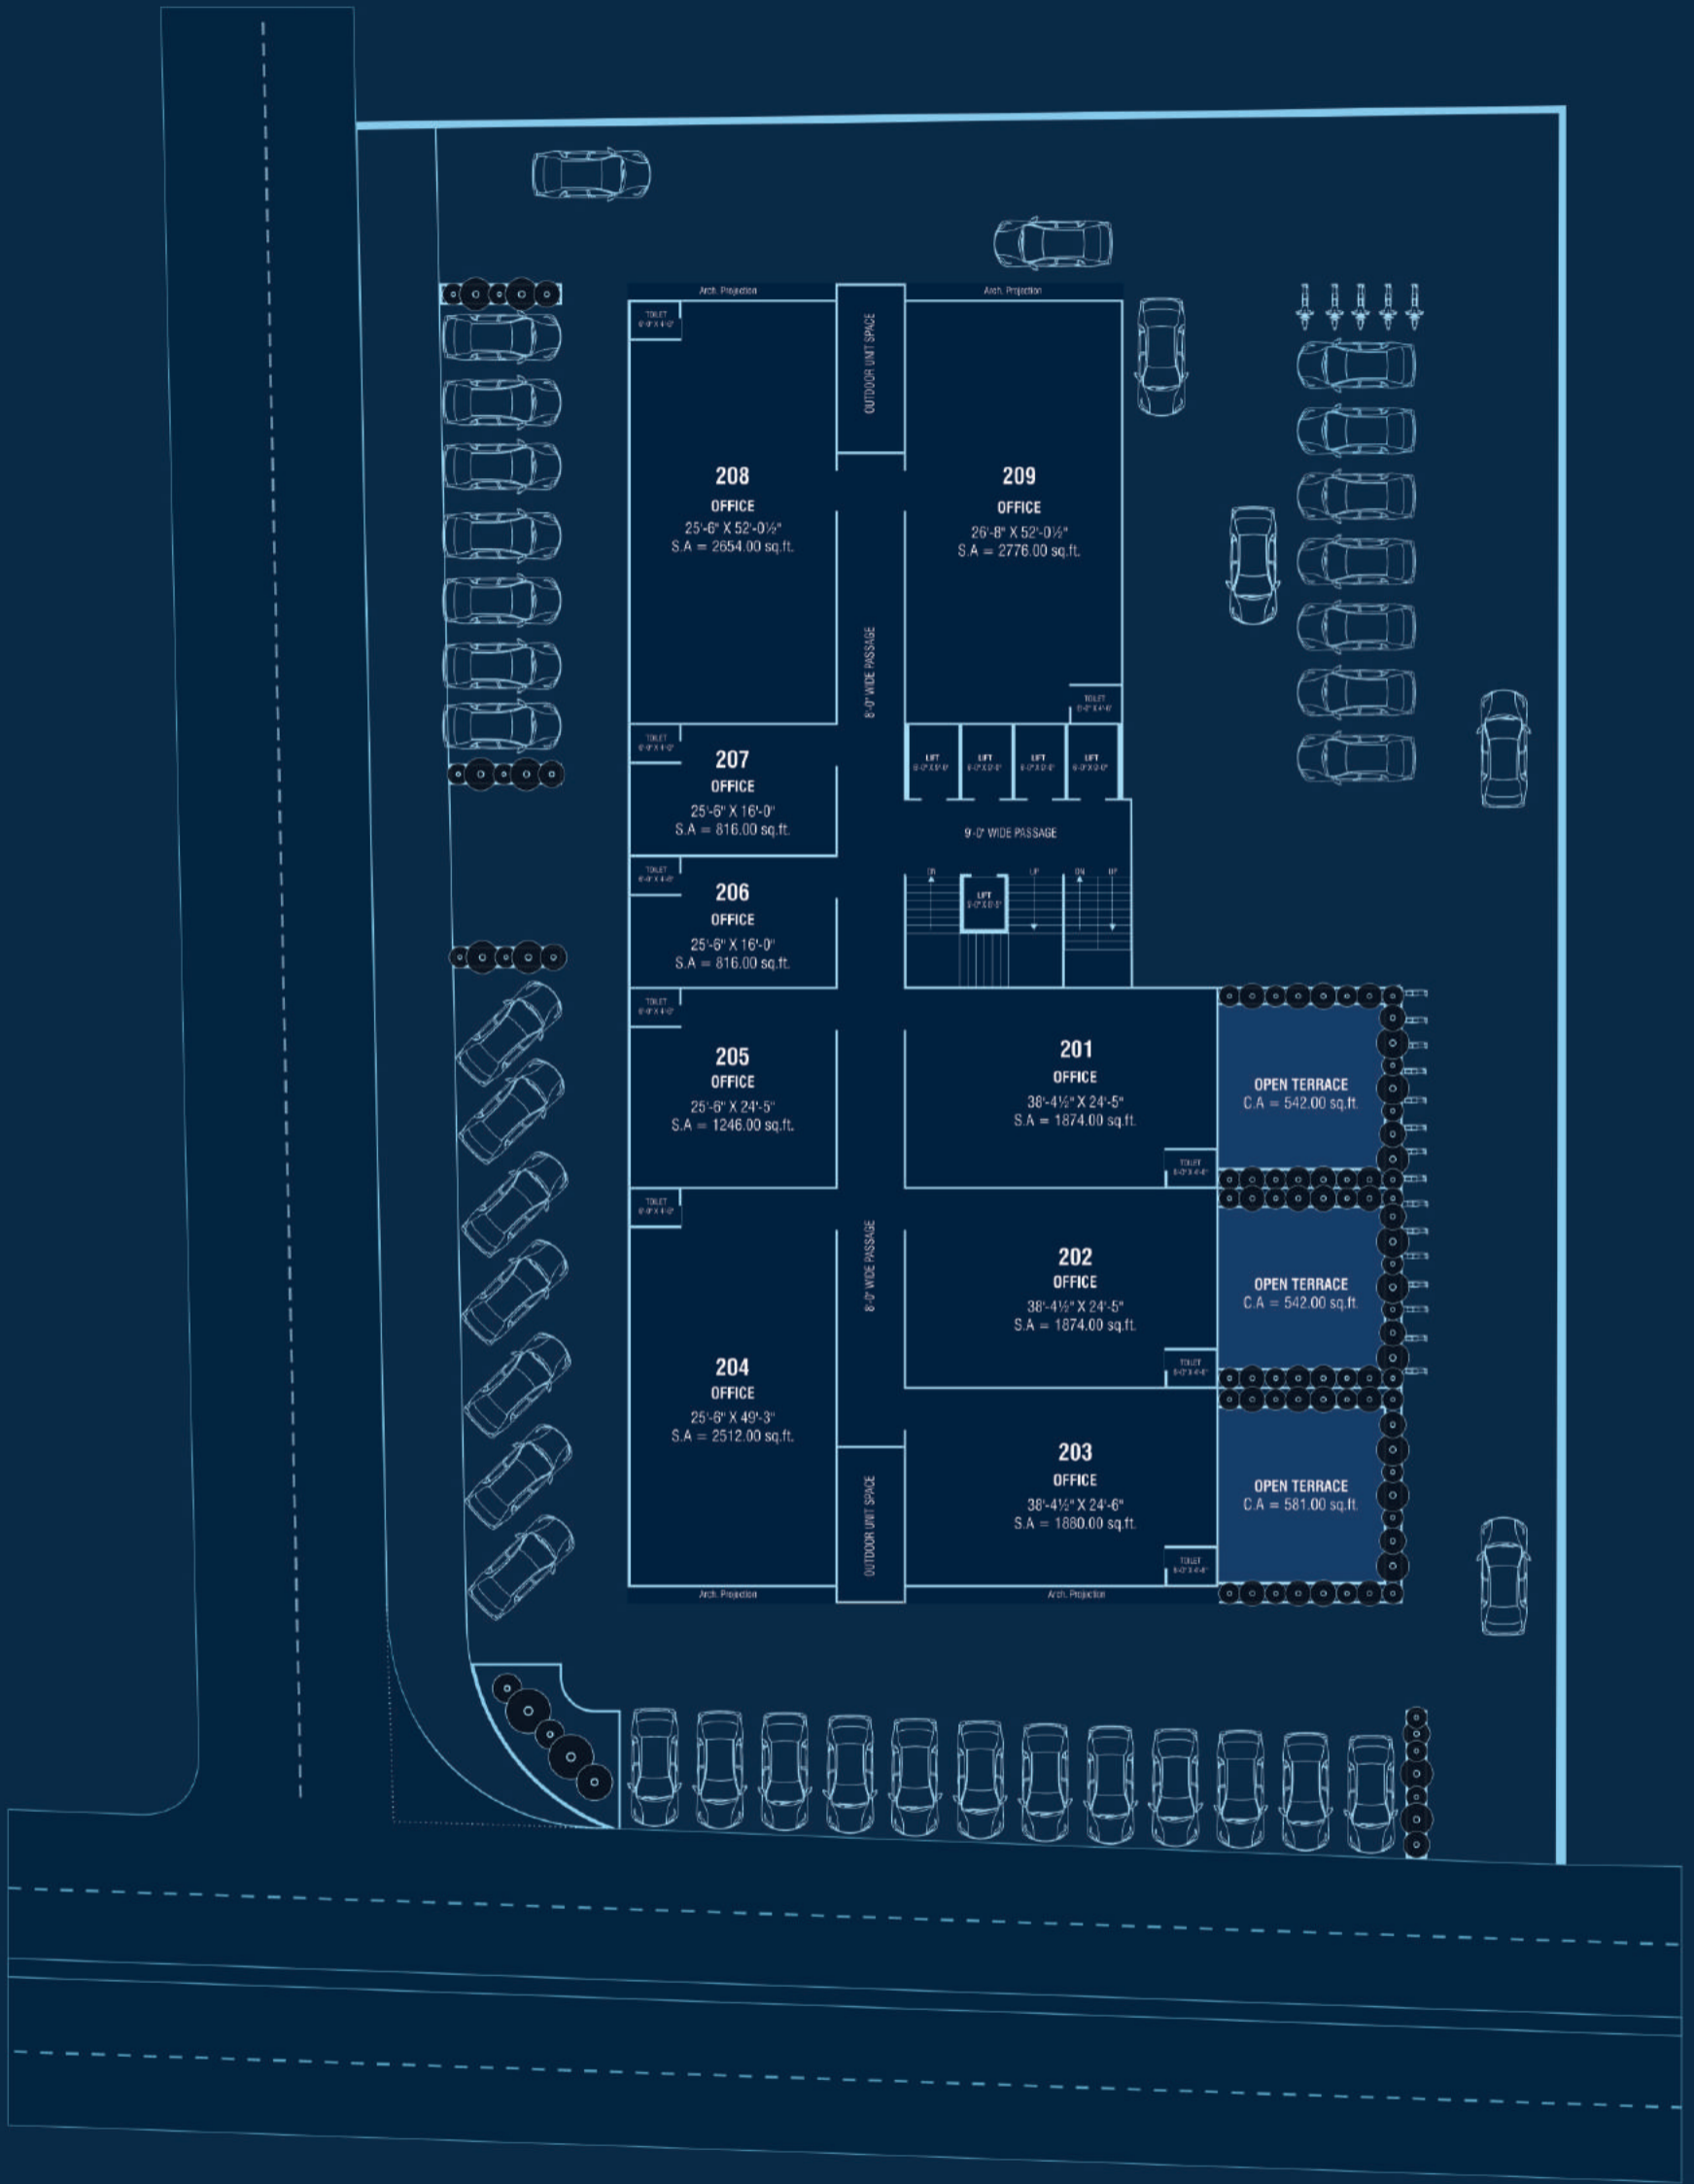 Arch. Projection
Arch. Projection
TOILET
OUTDOOR UNIT SPACE
208
OFFICE
25'-6" X 52'-0½"
S.A = 2654.00 sq.ft.
209
OFFICE
26'-8" X 52'-0½"
S.A = 2776.00 sq.ft.
8'-0" WIDE PASSAGE
TOILET
TOILET
207
OFFICE
25'-6" X 16'-0"
S.A = 816.00 sq.ft.
LIFT
LIFT
LIFT
LIFT
9'-0" WIDE PASSAGE
TOILET
206
OFFICE
25'-6" X 16'-0"
S.A = 816.00 sq.ft.
DN
UP
DN
UP
LIFT
TOILET
205
OFFICE
25'-6" X 24'-5"
S.A = 1246.00 sq.ft.
201
OFFICE
38'-4½" X 24'-5"
S.A = 1874.00 sq.ft.
TOILET
OPEN TERRACE
C.A = 542.00 sq.ft.
TOILET
8'-0" WIDE PASSAGE
202
OFFICE
38'-4½" X 24'-5"
S.A = 1874.00 sq.ft.
TOILET
OPEN TERRACE
C.A = 542.00 sq.ft.
204
OFFICE
25'-6" X 49'-3"
S.A = 2512.00 sq.ft.
203
OFFICE
38'-4½" X 24'-6"
S.A = 1880.00 sq.ft.
OPEN TERRACE
C.A = 581.00 sq.ft.
OUTDOOR UNIT SPACE
TOILET
Arch. Projection
Arch. Projection